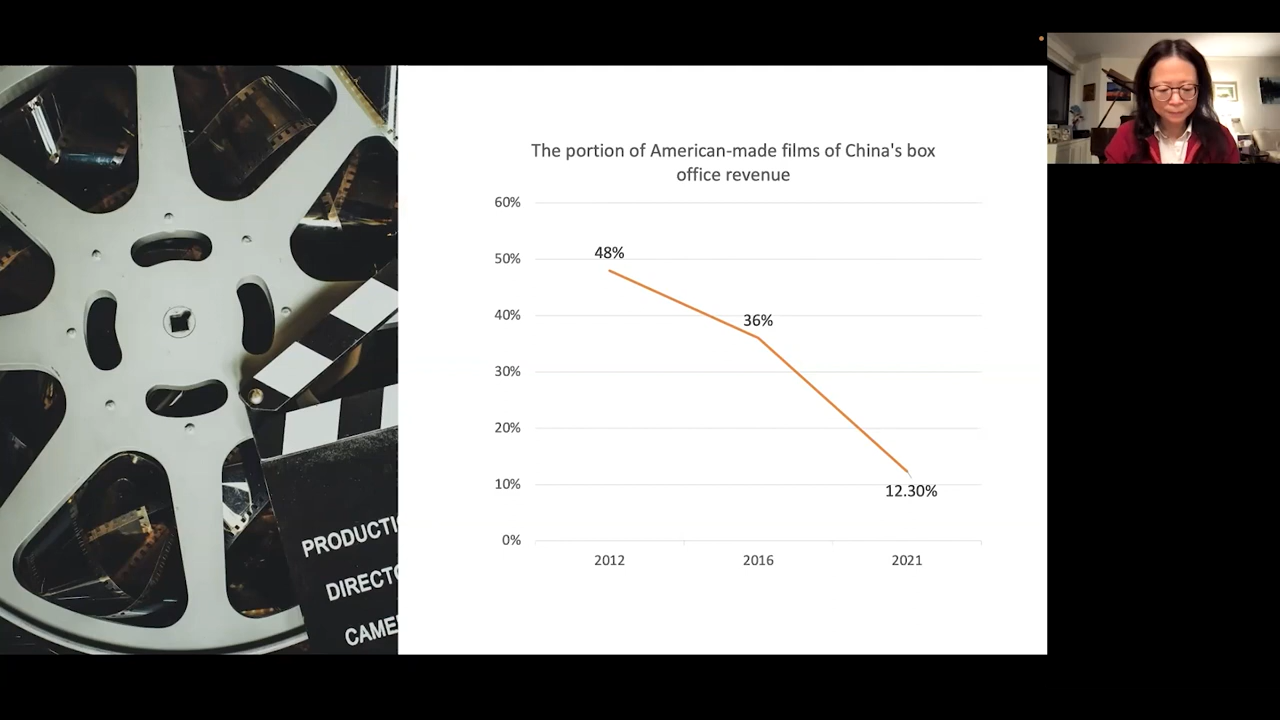 The portion of American-made films of China's box
office revenue
60%
50%
40%
30%
20%
10%
0%
48%
36%
12.30%
2012
2016
2021
PRODUCTI
DIRECTO
CAME